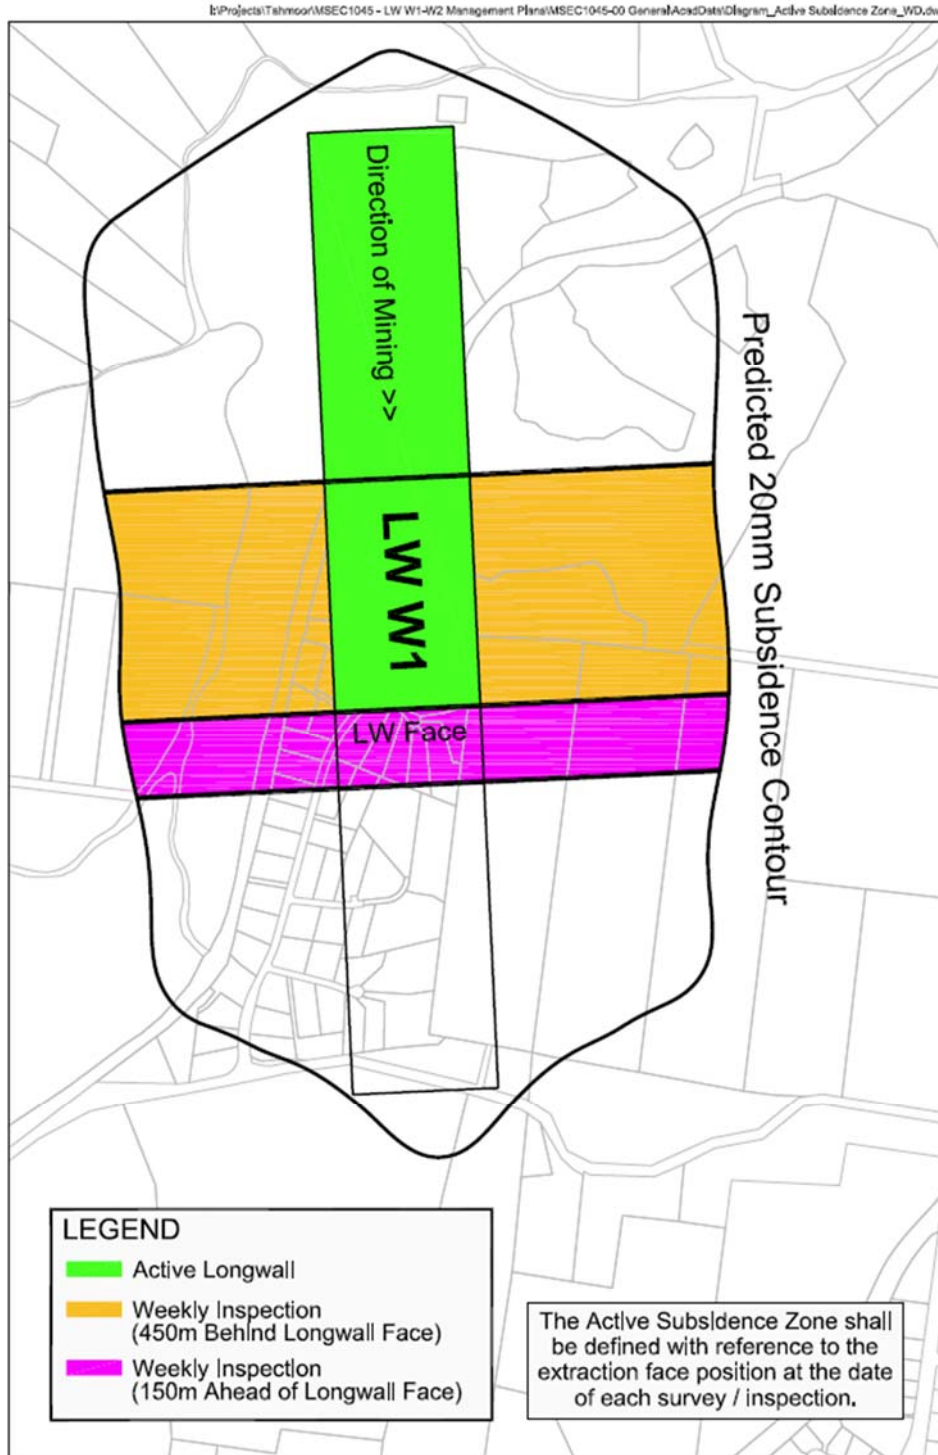 I:\Projects\Tahmoor\MSEC1045 - LW W1-W2 Management Plans\MSEC1045-00 General\AcadData\Diagram_Active Subsidence Zone_WD.dw
Direction of Mining >>
Predicted 20mm Subsidence Contour
LW W1
LW Face
LEGEND
Active Longwall
Weekly Inspection
(450m Behind Longwall Face)
Weekly Inspection
(150m Ahead of Longwall Face)
The Active Subsidence Zone shall
be defined with reference to the
extraction face position at the date
of each survey / inspection.